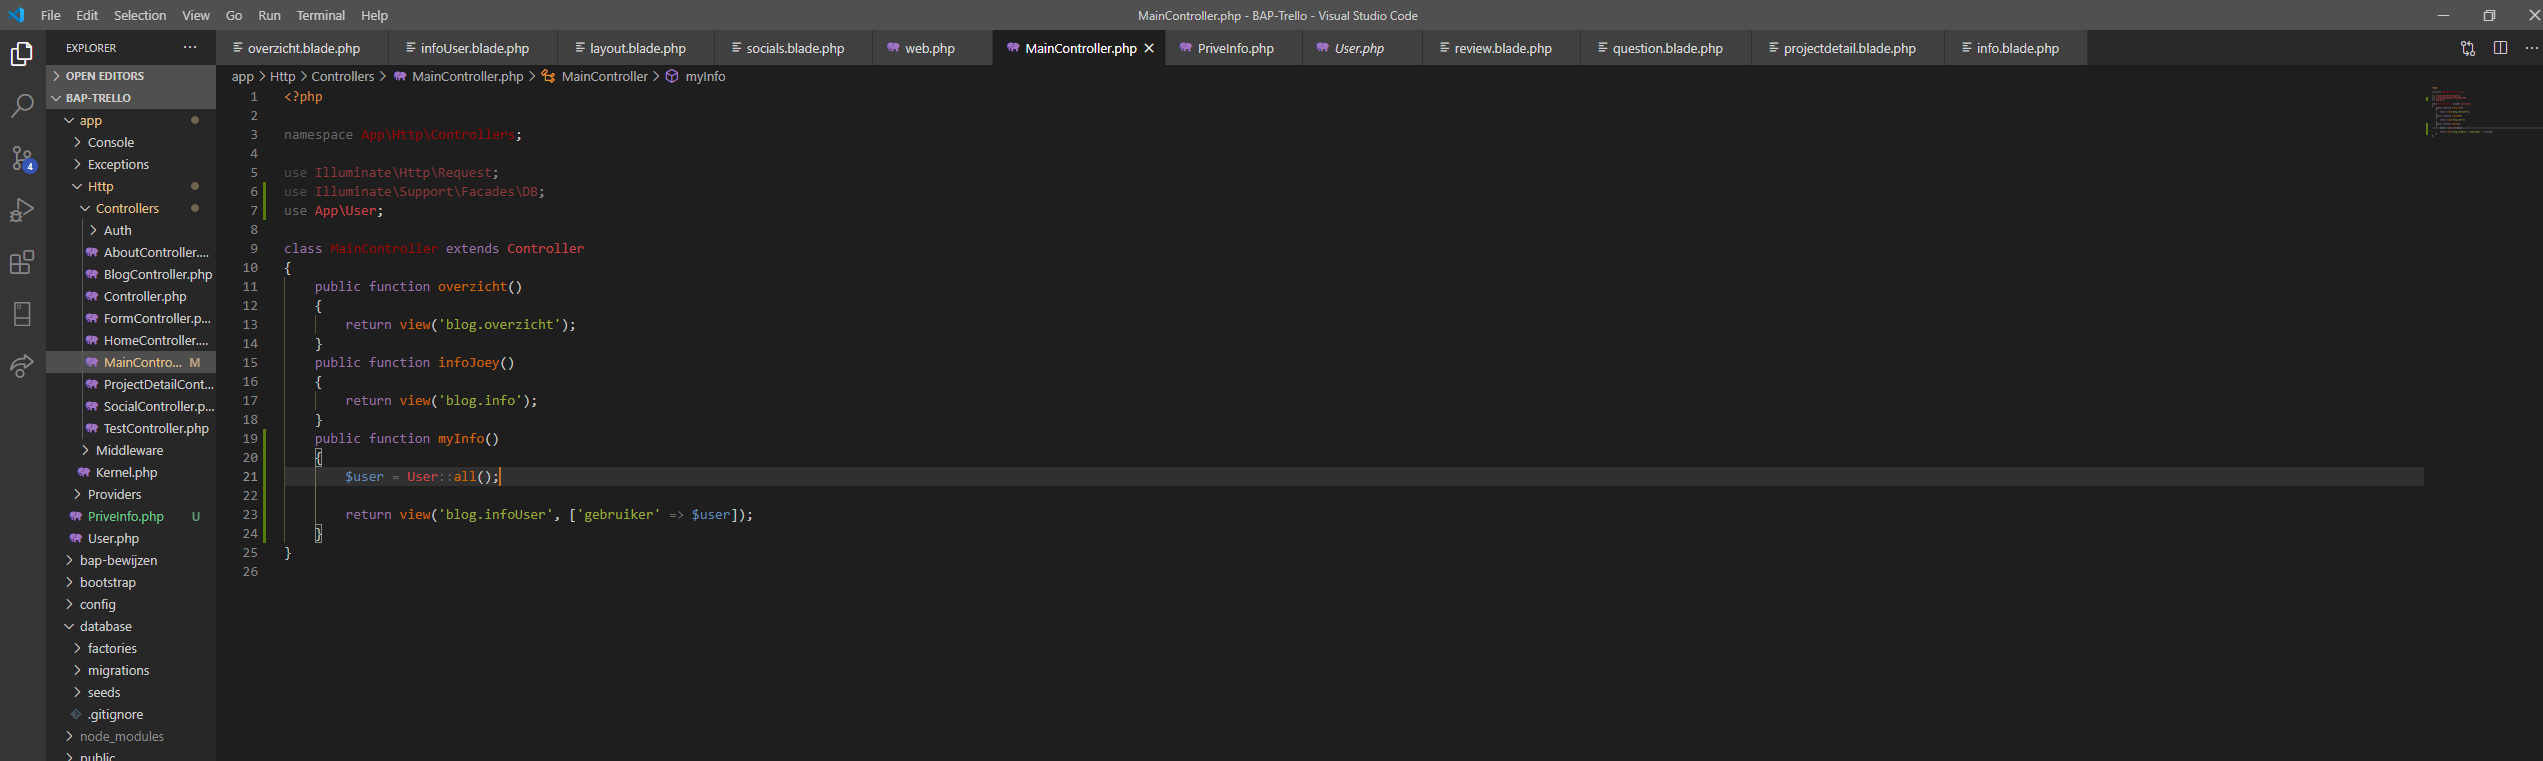 File Edit Selection View Go Run Terminal Help
MainController.php - BAP-Trello - Visual Studio Code
EXPLORER
OPEN EDITORS
BAP-TRELLO
app
Console
Exceptions
Http
Controllers
Auth
AboutController....
BlogController.php
Controller.php
FormController.p...
HomeController....
MainContro... M
ProjectDetailCont...
SocialController.p...
TestController.php
Middleware
Kernel.php
Providers
PriveInfo.php U
User.php
bap-bewijzen
bootstrap
config
database
factories
migrations
seeds
.gitignore
node_modules
public
4
overzicht.blade.php infoUser.blade.php layout.blade.php socials.blade.php web.php MainController.php PriveInfo.php User.php review.blade.php question.blade.php projectdetail.blade.php info.blade.php
app > Http > Controllers > MainController.php > MainController > myInfo
1 <?php
2
3 namespace App\Http\Controllers;
4
5 use Illuminate\Http\Request;
6 use Illuminate\Support\Facades\DB;
7 use App\User;
8
9 class MainController extends Controller
10 {
11 public function overzicht()
12 {
13 return view('blog.overzicht');
14 }
15 public function infoJoey()
16 {
17 return view('blog.info');
18 }
19 public function myInfo()
20 {
21 $user = User::all();
22
23 return view('blog.infoUser', ['gebruiker' => $user]);
24 }
25 }
26